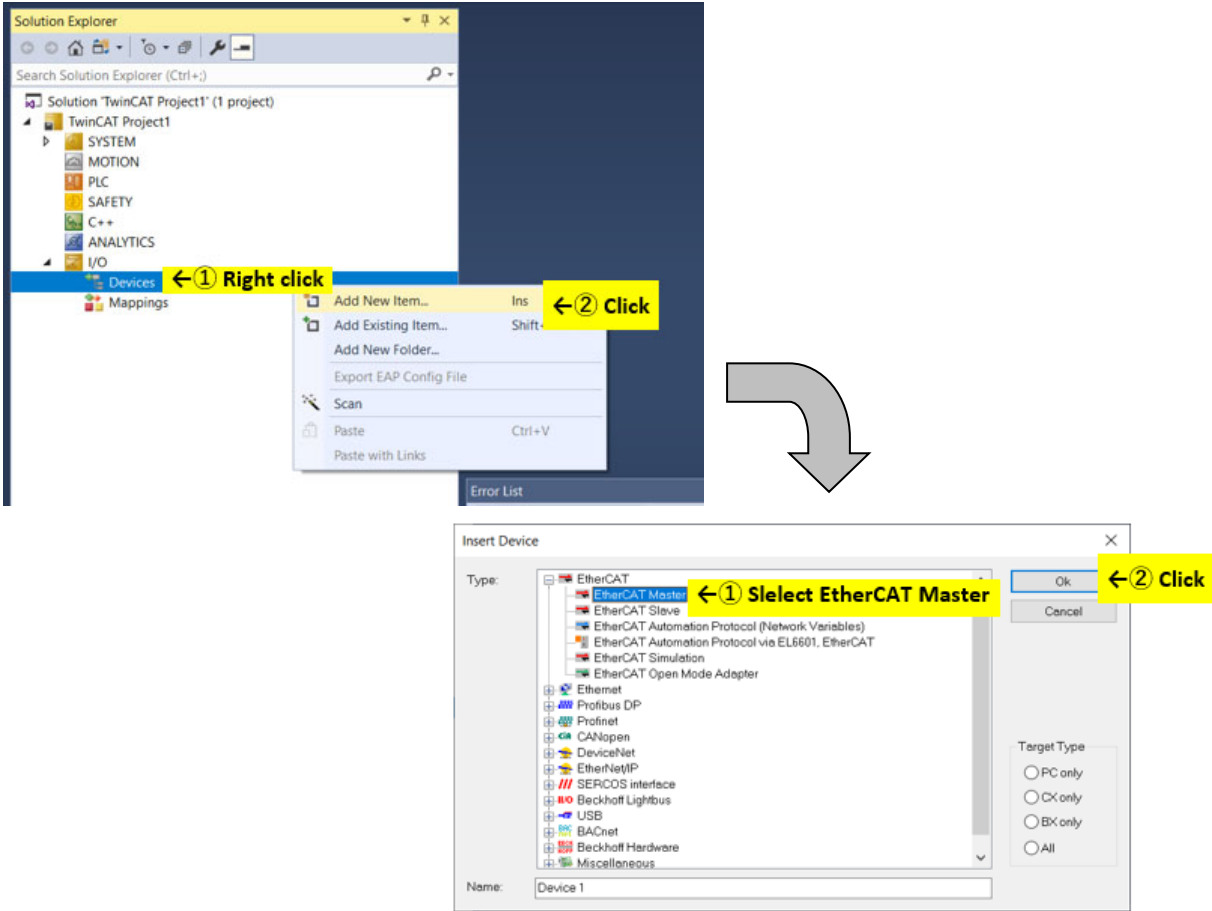 Solution Explorer
Search Solution Explorer (Ctrl+;)
Solution 'TwinCAT Project1' (1 project)
TwinCAT Project1
SYSTEM
MOTION
PLC
SAFETY
C++
ANALYTICS
I/O
Devices ←① Right click
Mappings
Add New Item... Ins ←② Click
Add Existing Item... Shift+
Add New Folder...
Export EAP Config File
Scan
Paste Ctrl+V
Paste with Links
Error List
Insert Device
Type:
EtherCAT
EtherCAT Master ←① Slelect EtherCAT Master
EtherCAT Slave
EtherCAT Automation Protocol (Network Variables)
EtherCAT Automation Protocol via EL6601, EtherCAT
EtherCAT Simulation
EtherCAT Open Mode Adapter
Ethernet
Profibus DP
Profinet
CANopen
DeviceNet
EtherNet/IP
SERCOS interface
Beckhoff Lightbus
USB
BACnet
Beckhoff Hardware
Miscellaneous
Ok ←② Click
Cancel
Target Type
PC only
CX only
BX only
All
Name: Device 1